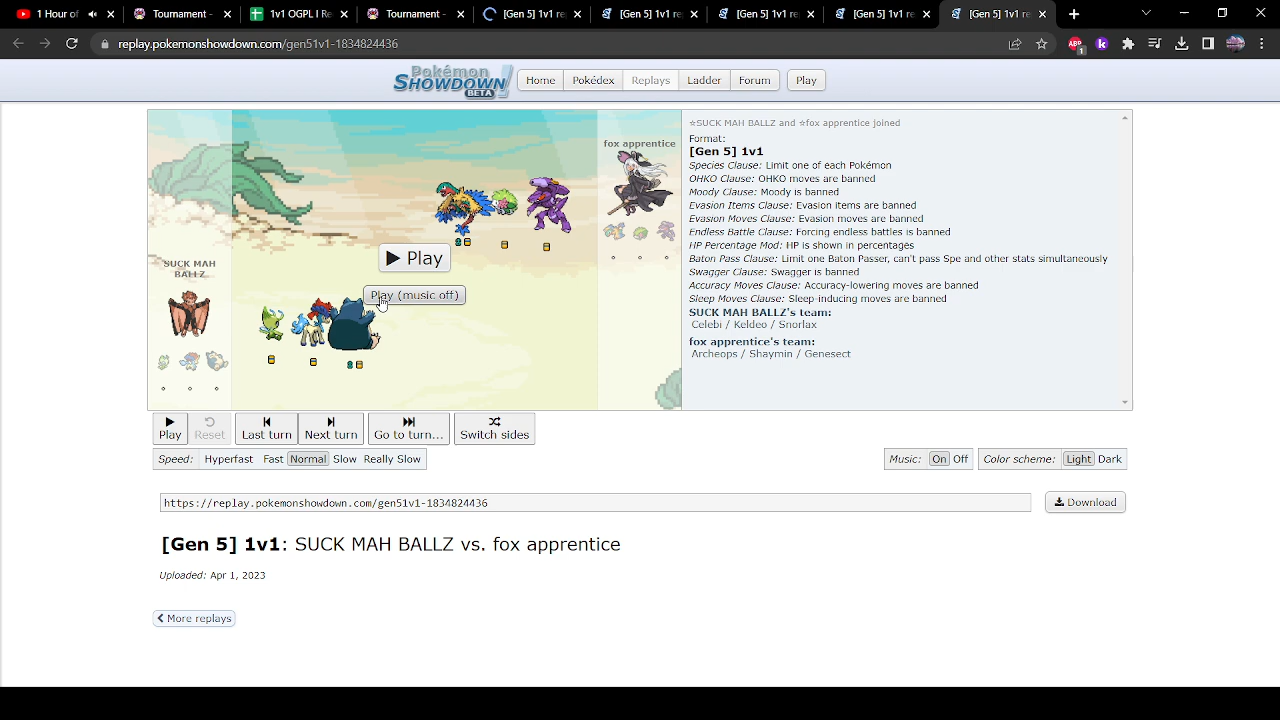 1 Hour of
Tournament -
1v1 OGPL I Re
Tournament -
[Gen 5] 1v1 re
[Gen 5] 1v1 re
[Gen 5] 1v1 re
[Gen 5] 1v1 re
[Gen 5] 1v1 re
replay.pokemonshowdown.com/gen51v1-1834824436
ABP
1
k
Pokémon
SHOWDOWN!
BETA
Home
Pokédex
Replays
Ladder
Forum
Play
fox apprentice
SUCK MAH
BALLZ
Play
Play (music off)
☆SUCK MAH BALLZ and ☆fox apprentice joined
Format:
[Gen 5] 1v1
Species Clause: Limit one of each Pokémon
OHKO Clause: OHKO moves are banned
Moody Clause: Moody is banned
Evasion Items Clause: Evasion items are banned
Evasion Moves Clause: Evasion moves are banned
Endless Battle Clause: Forcing endless battles is banned
HP Percentage Mod: HP is shown in percentages
Baton Pass Clause: Limit one Baton Passer, can't pass Spe and other stats simultaneously
Swagger Clause: Swagger is banned
Accuracy Moves Clause: Accuracy-lowering moves are banned
Sleep Moves Clause: Sleep-inducing moves are banned
SUCK MAH BALLZ's team:
Celebi / Keldeo / Snorlax
fox apprentice's team:
Archeops / Shaymin / Genesect
Play
Reset
Last turn
Next turn
Go to turn...
Switch sides
Speed: Hyperfast Fast Normal Slow Really Slow
Music: On Off
Color scheme: Light Dark
https://replay.pokemonshowdown.com/gen51v1-1834824436
Download
[Gen 5] 1v1: SUCK MAH BALLZ vs. fox apprentice
Uploaded: Apr 1, 2023
More replays